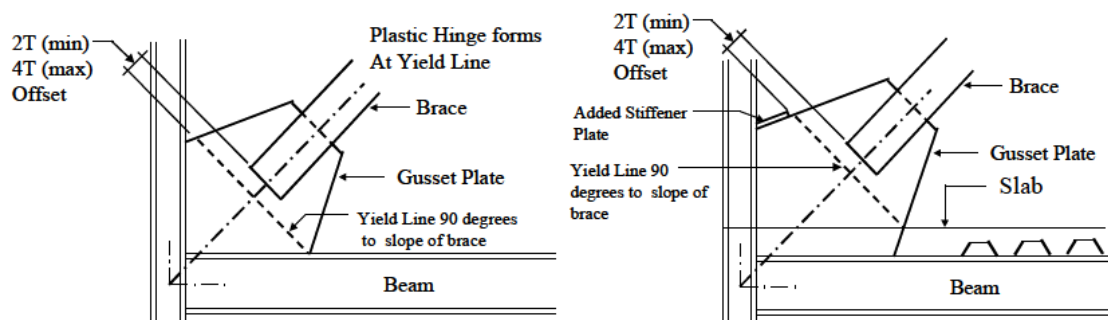 2T (min)
4T (max)
Offset
Plastic Hinge forms
At Yield Line
Brace
Gusset Plate
Yield Line 90 degrees
to slope of brace
Beam
2T (min)
4T (max)
Offset
Added Stiffener
Plate
Yield Line 90
degrees to slope of
brace
Brace
Gusset Plate
Slab
Beam